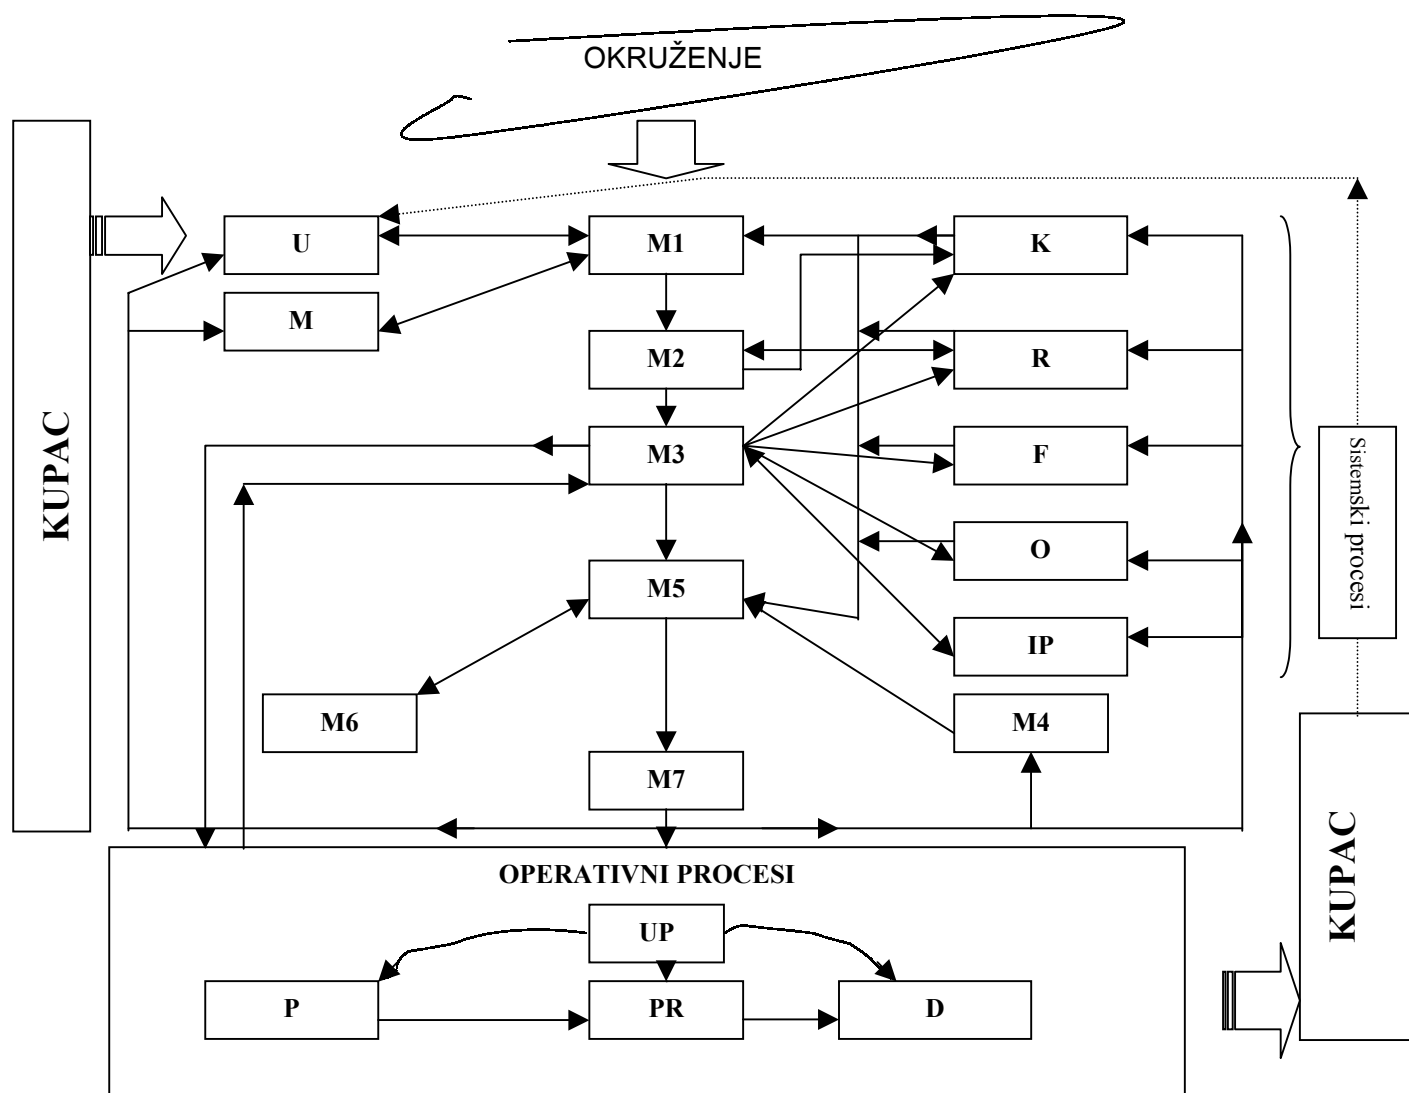 OKRUŽENJE
KUPAC
U
M1
K
M
M2
R
M3
F
Sistemski procesi
O
M5
IP
M6
M4
M7
KUPAC
OPERATIVNI PROCESI
UP
P
PR
D